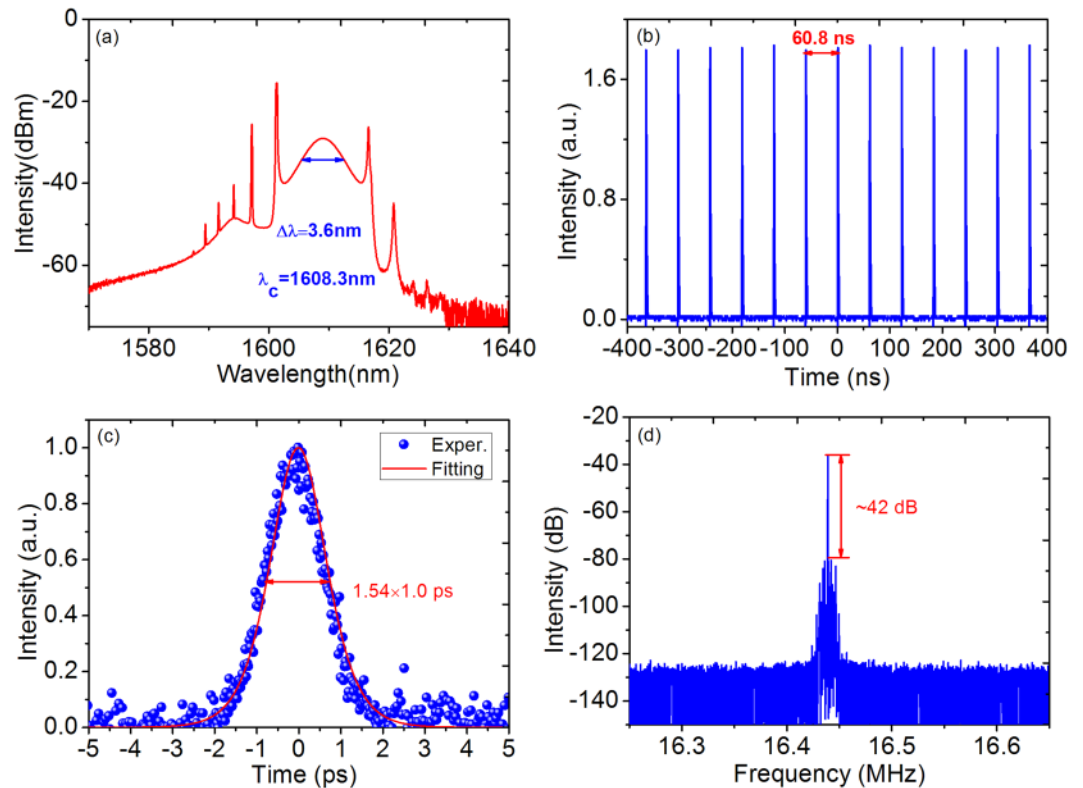 (a)
0
-20
-40
-60
Intensity(dBm)
Δλ=3.6nm
λc=1608.3nm
1580 1600 1620 1640
Wavelength(nm)
(b)
60.8 ns
1.6
0.8
0.0
Intensity (a.u.)
-400 -300 -200 -100 0 100 200 300 400
Time (ns)
(c)
Exper.
Fitting
1.0
0.8
0.6
0.4
0.2
0.0
Intensity (a.u.)
1.54×1.0 ps
-5 -4 -3 -2 -1 0 1 2 3 4 5
Time (ps)
(d)
-20
-40
-60
-80
-100
-120
-140
Intensity (dB)
~42 dB
16.3 16.4 16.5 16.6
Frequency (MHz)